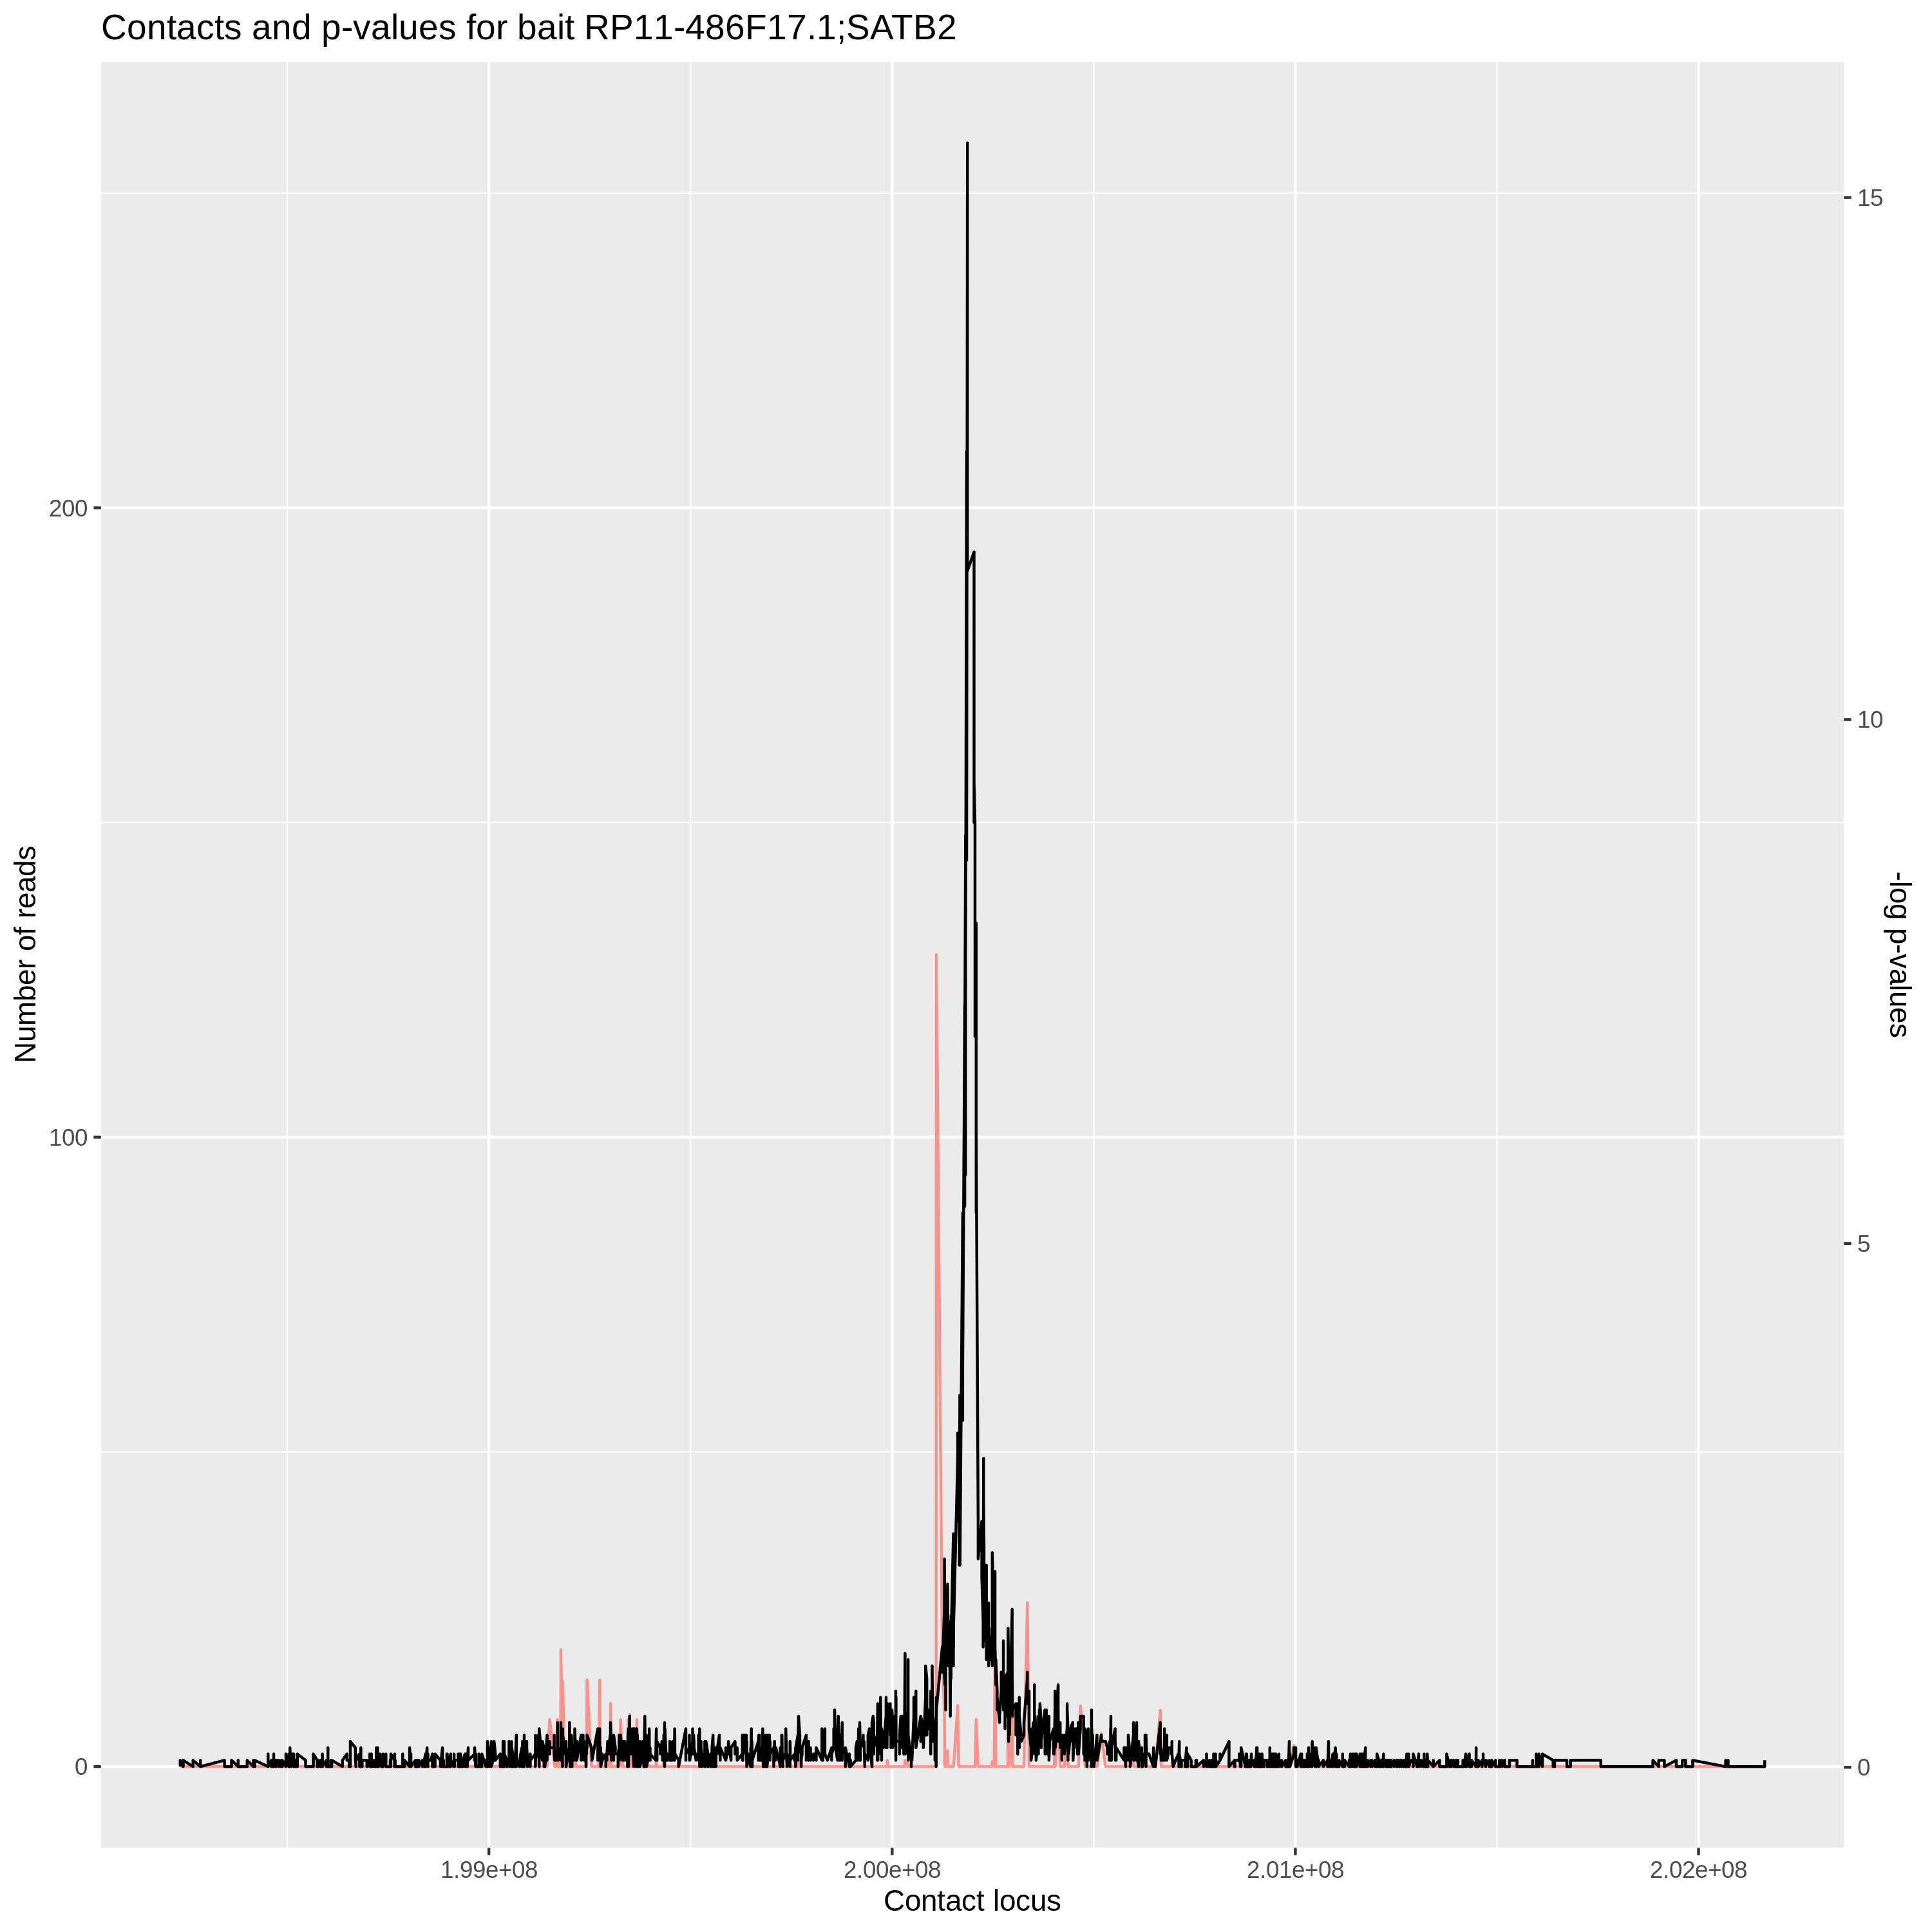 Contacts and p-values for bait RP11-486F17.1;SATB2
Number of reads
200
100
0
15
10
5
0
-log p-values
1.99e+08 2.00e+08 2.01e+08 2.02e+08
Contact locus